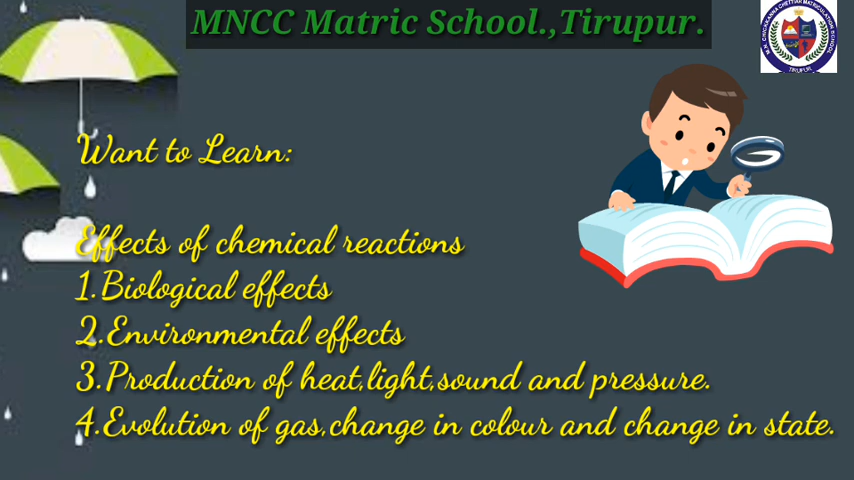 MNCC Matric School.,Tirupur.
Want to Learn:
Effects of chemical reactions
1.Biological effects
2.Environmental effects
3.Production of heat,light,sound and pressure.
4.Evolution of gas,change in colour and change in state.